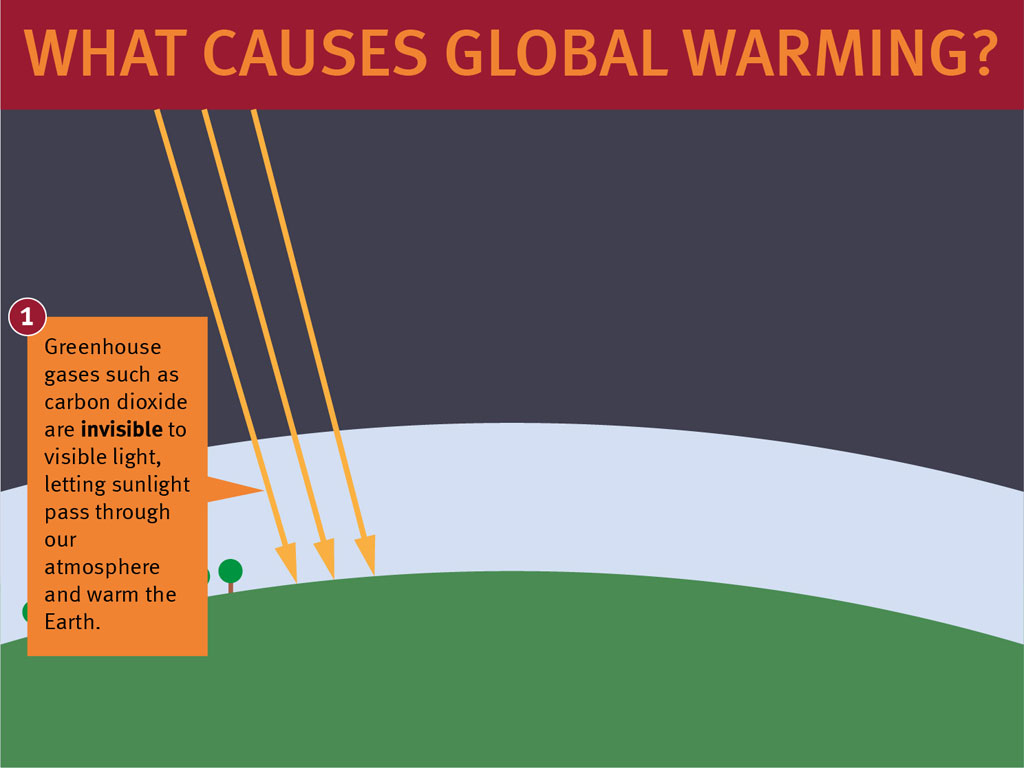 WHAT CAUSES GLOBAL WARMING?
1
Greenhouse
gases such as
carbon dioxide
are invisible to
visible light,
letting sunlight
pass through
our
atmosphere
and warm the
Earth.